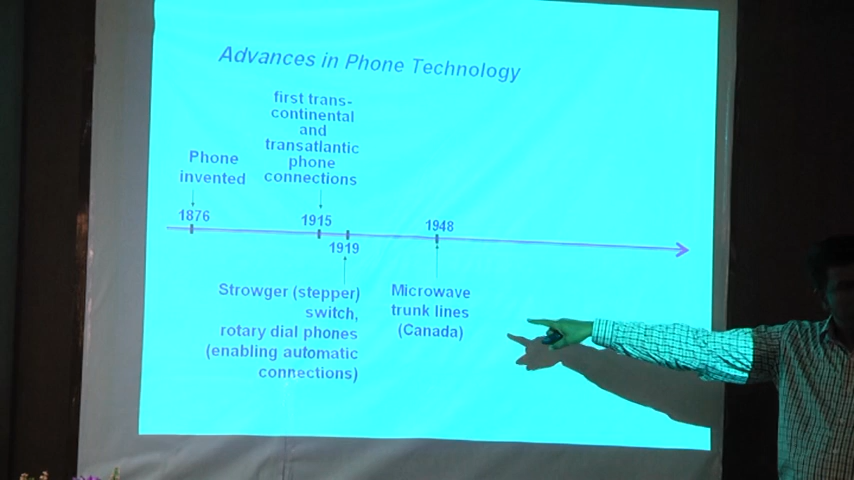 Advances in Phone Technology
first trans-
continental
and
transatlantic
phone
connections
Phone
invented
1876
1915
1948
1919
Strowger (stepper)
switch,
rotary dial phones
(enabling automatic
connections)
Microwave
trunk lines
(Canada)